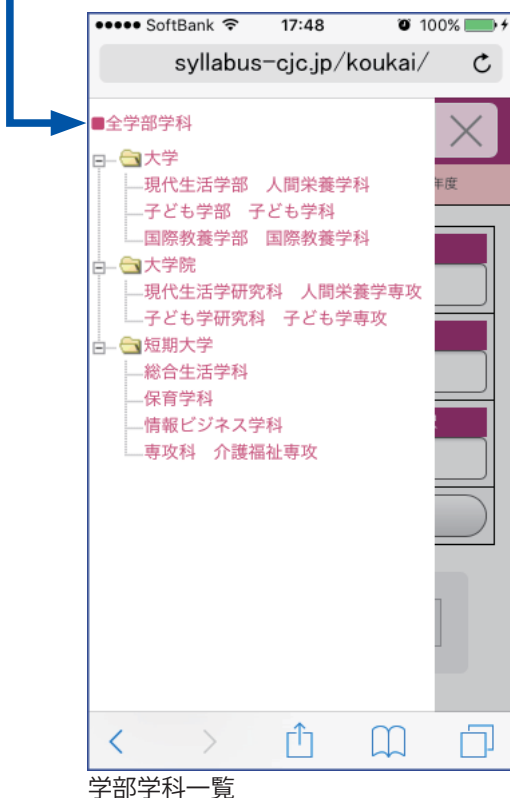 ●●●●● SoftBank 17:48 100%
syllabus-cjc.jp/koukai/
■全学部学科
大学
現代生活学部 人間栄養学科
子ども学部 子ども学科
国際教養学部 国際教養学科
大学院
現代生活学研究科 人間栄養学専攻
子ども学研究科 子ども学専攻
短期大学
総合生活学科
保育学科
情報ビジネス学科
専攻科 介護福祉専攻
年度
学部学科一覧